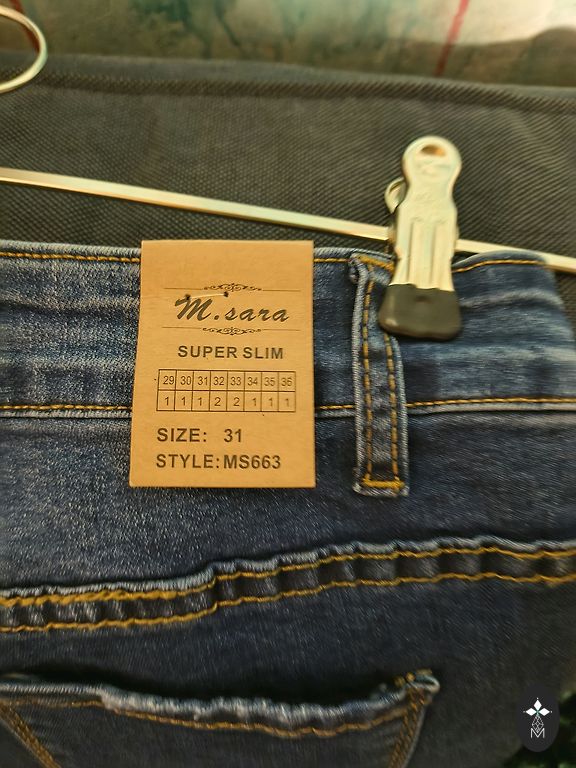 M.sara
SUPER SLIM
29 30 31 32 33 34 35 36
1 1 1 2 2 1 1 1
SIZE: 31
STYLE:MS663